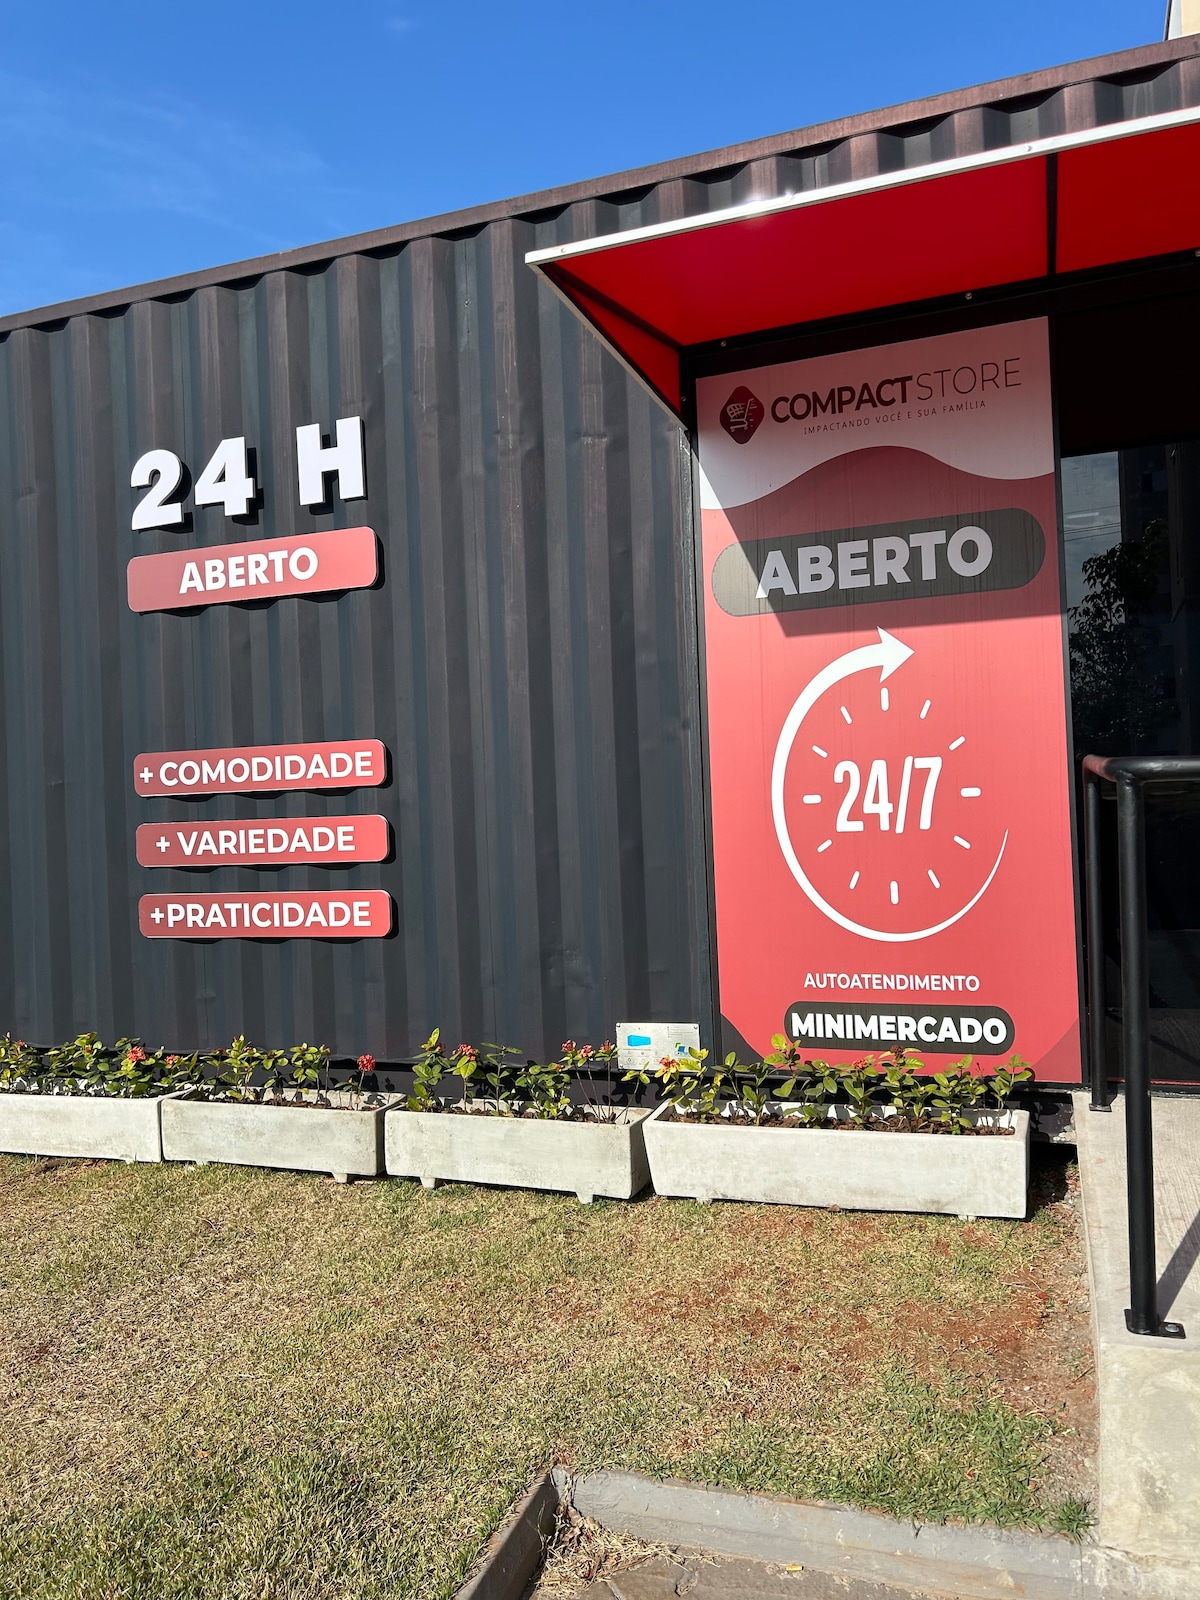 24 H
ABERTO
+ COMODIDADE
+ VARIEDADE
+PRATICIDADE
COMPACTSTORE
IMPACTANDO VOCÊ E SUA FAMÍLIA
ABERTO
24/7
AUTOATENDIMENTO
MINIMERCADO